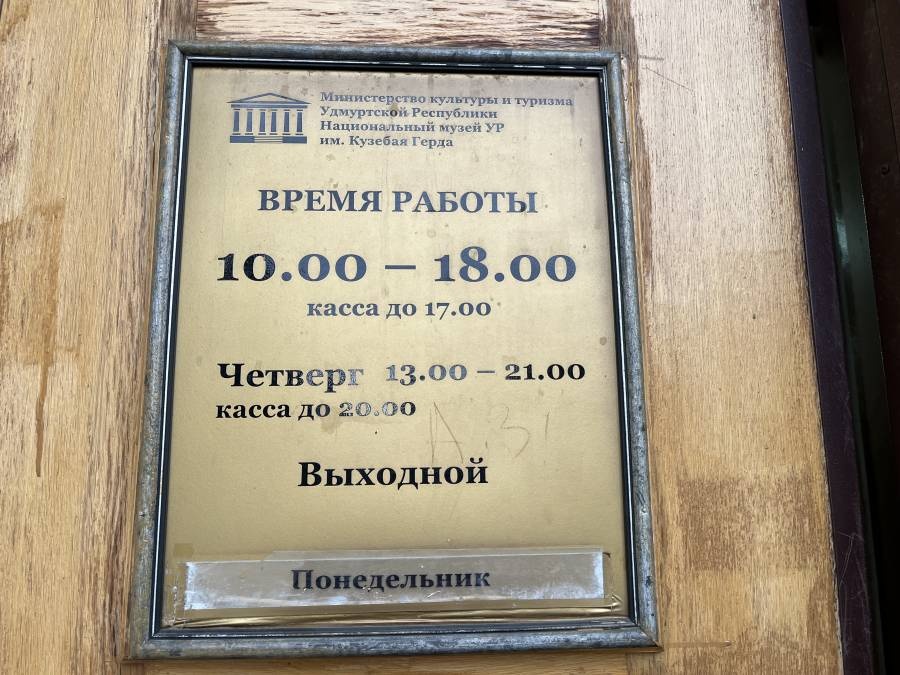 Министерство культуры и туризма
Удмуртской Республики
Национальный музей УР
им. Кузебая Герда
ВРЕМЯ РАБОТЫ
10.00 – 18.00
касса до 17.00
Четверг 13.00 – 21.00
касса до 20.00
Выходной
Понедельник